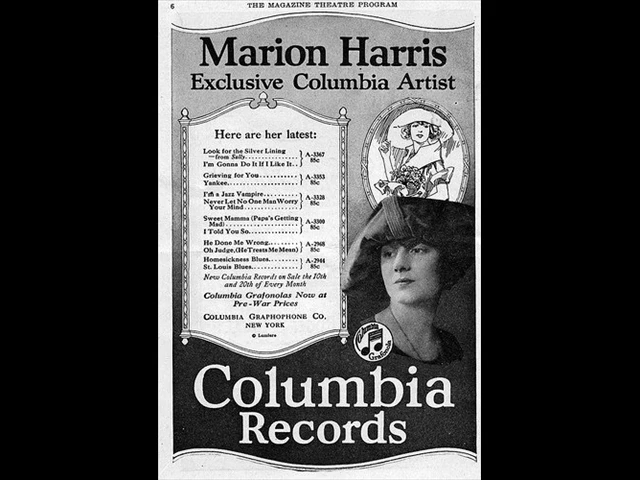 6
THE MAGAZINE THEATRE PROGRAM
Marion Harris
Exclusive Columbia Artist
Here are her latest:
Look for the Silver Lining
—from Sally
I'm Gonna Do It If I Like It
A-3367
85c
Grieving for You
Yankee
A-3353
85c
I'm a Jazz Vampire
Never Let No One Man Worry
Your Mind
A-3328
85c
Sweet Mamma (Papa's Getting
Mad)
I Told You So
A-3300
85c
He Done Me Wrong
Oh Judge, (He Treats Me Mean)
A-2968
85c
Homesickness Blues
St. Louis Blues
A-2944
85c
New Columbia Records on Sale the 10th
and 20th of Every Month
Columbia Grafonolas Now at
Pre-War Prices
COLUMBIA GRAPHOPHONE CO.
NEW YORK
© Lumiere
Columbia
Grafonola
Columbia
Records